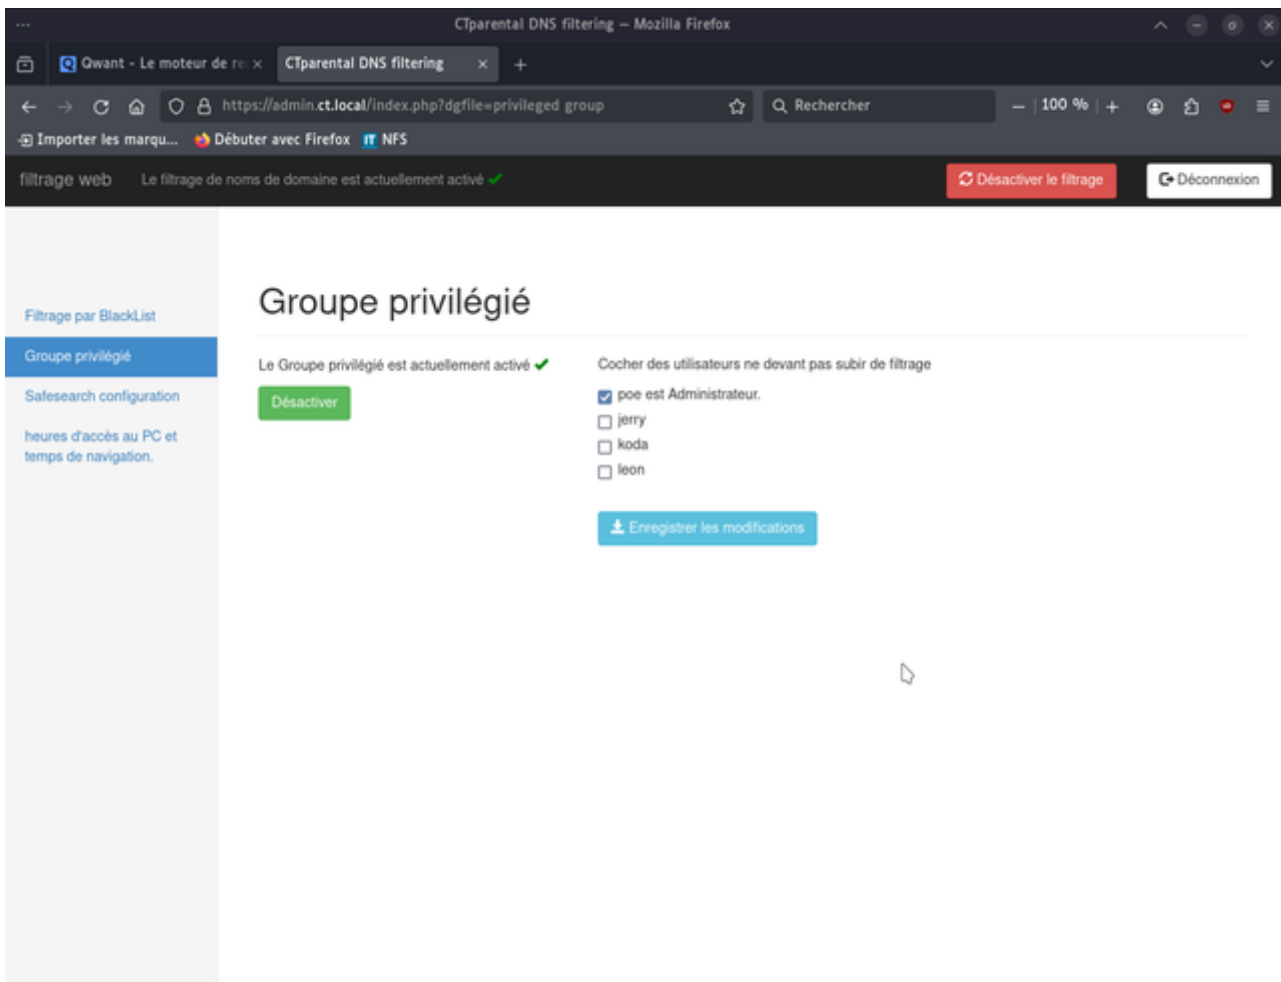 CTparental DNS filtering — Mozilla Firefox
Qwant - Le moteur de re
CTparental DNS filtering
https://admin.ct.local/index.php?dgfile=privileged group
Rechercher
100 %
Importer les marqu...
Débuter avec Firefox
IT NFS
filtrage web
Le filtrage de noms de domaine est actuellement activé
Désactiver le filtrage
Déconnexion
Filtrage par BlackList
Groupe privilégié
Safesearch configuration
heures d'accès au PC et
temps de navigation.
Groupe privilégié
Le Groupe privilégié est actuellement activé
Désactiver
Cocher des utilisateurs ne devant pas subir de filtrage
poe est Administrateur.
jerry
koda
leon
Enregistrer les modifications